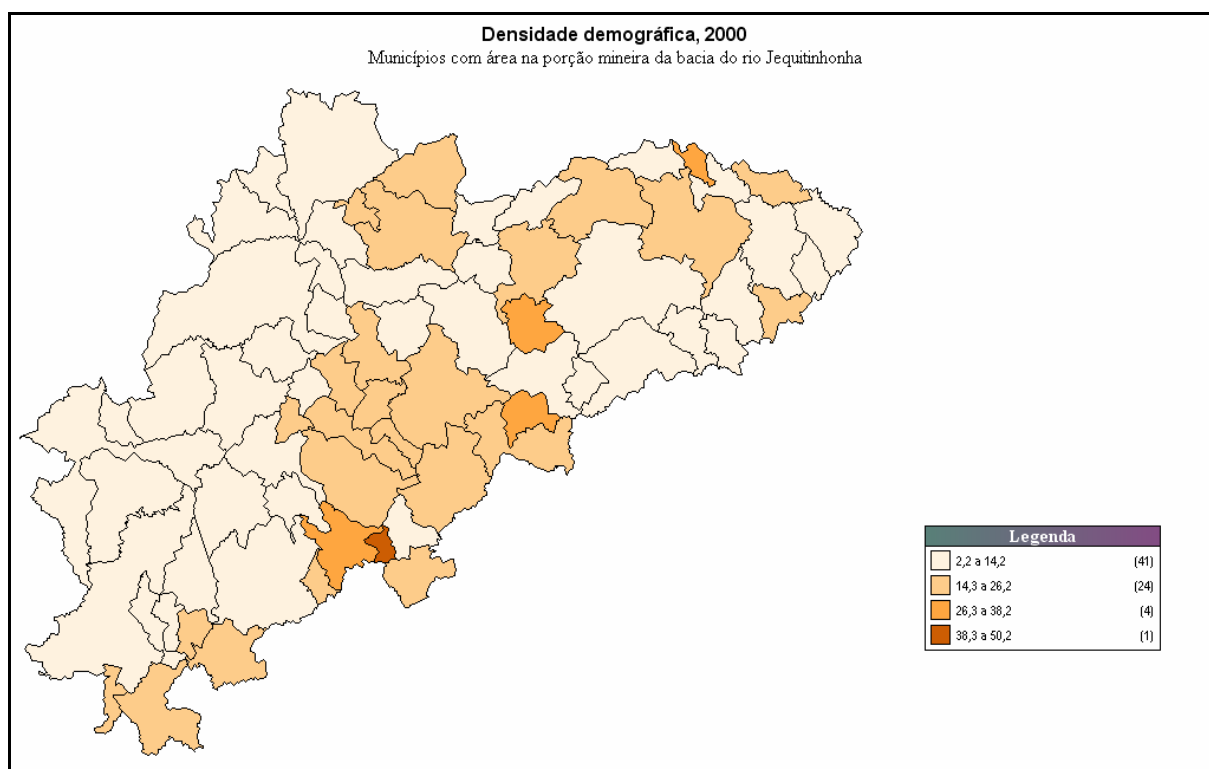 Densidade demográfica, 2000
Municípios com área na porção mineira da bacia do rio Jequitinhonha
Legenda
2,2 a 14,2 (41)
14,3 a 26,2 (24)
26,3 a 38,2 (4)
38,3 a 50,2 (1)